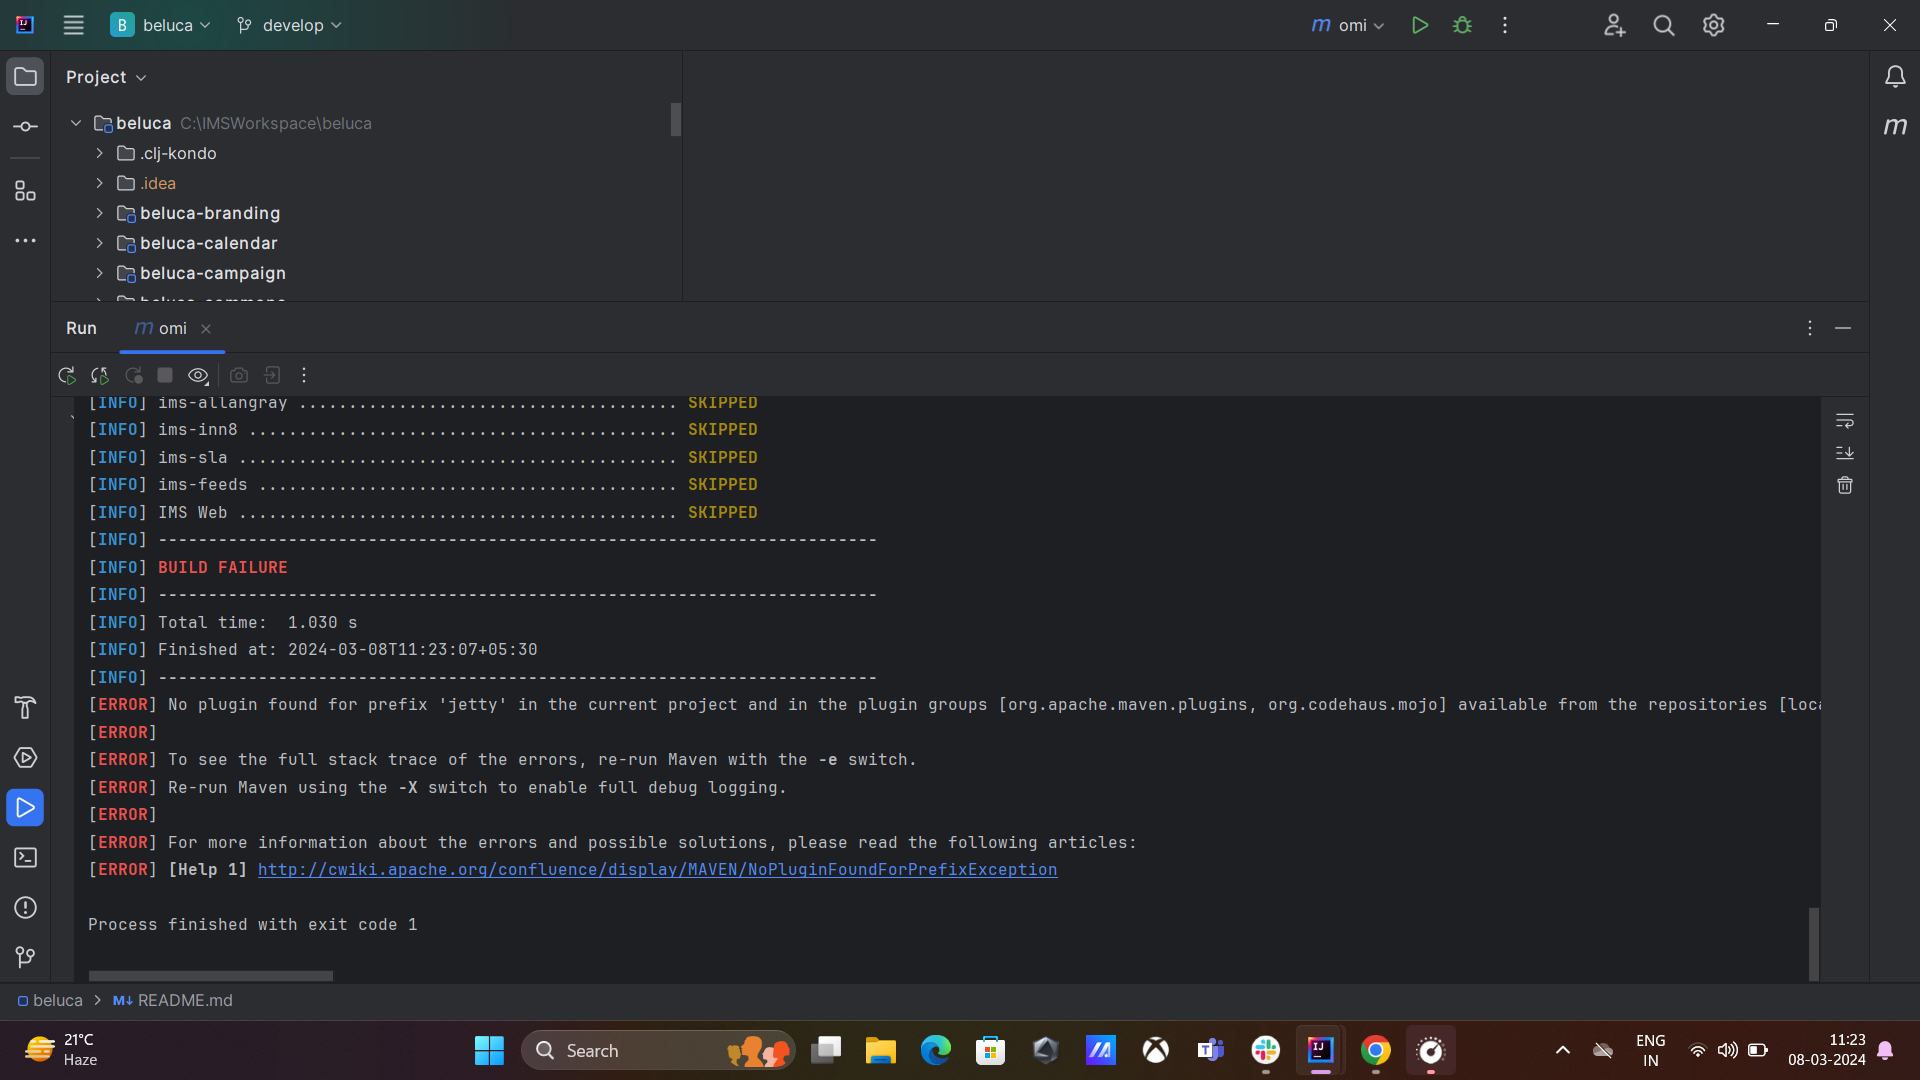 B beluca develop
m omi
Project
beluca C:\IMSWorkspace\beluca
.clj-kondo
.idea
beluca-branding
beluca-calendar
beluca-campaign
Run m omi
[INFO] ims-allangray ...................................... SKIPPED
[INFO] ims-inn8 ........................................... SKIPPED
[INFO] ims-sla ............................................ SKIPPED
[INFO] ims-feeds .......................................... SKIPPED
[INFO] IMS Web ............................................ SKIPPED
[INFO] ------------------------------------------------------------------------
[INFO] BUILD FAILURE
[INFO] ------------------------------------------------------------------------
[INFO] Total time:  1.030 s
[INFO] Finished at: 2024-03-08T11:23:07+05:30
[INFO] ------------------------------------------------------------------------
[ERROR] No plugin found for prefix 'jetty' in the current project and in the plugin groups [org.apache.maven.plugins, org.codehaus.mojo] available from the repositories [loca
[ERROR]
[ERROR] To see the full stack trace of the errors, re-run Maven with the -e switch.
[ERROR] Re-run Maven using the -X switch to enable full debug logging.
[ERROR]
[ERROR] For more information about the errors and possible solutions, please read the following articles:
[ERROR] [Help 1] http://cwiki.apache.org/confluence/display/MAVEN/NoPluginFoundForPrefixException
Process finished with exit code 1
beluca > M↓ README.md
21°C
Haze
Search
ENG
IN
11:23
08-03-2024